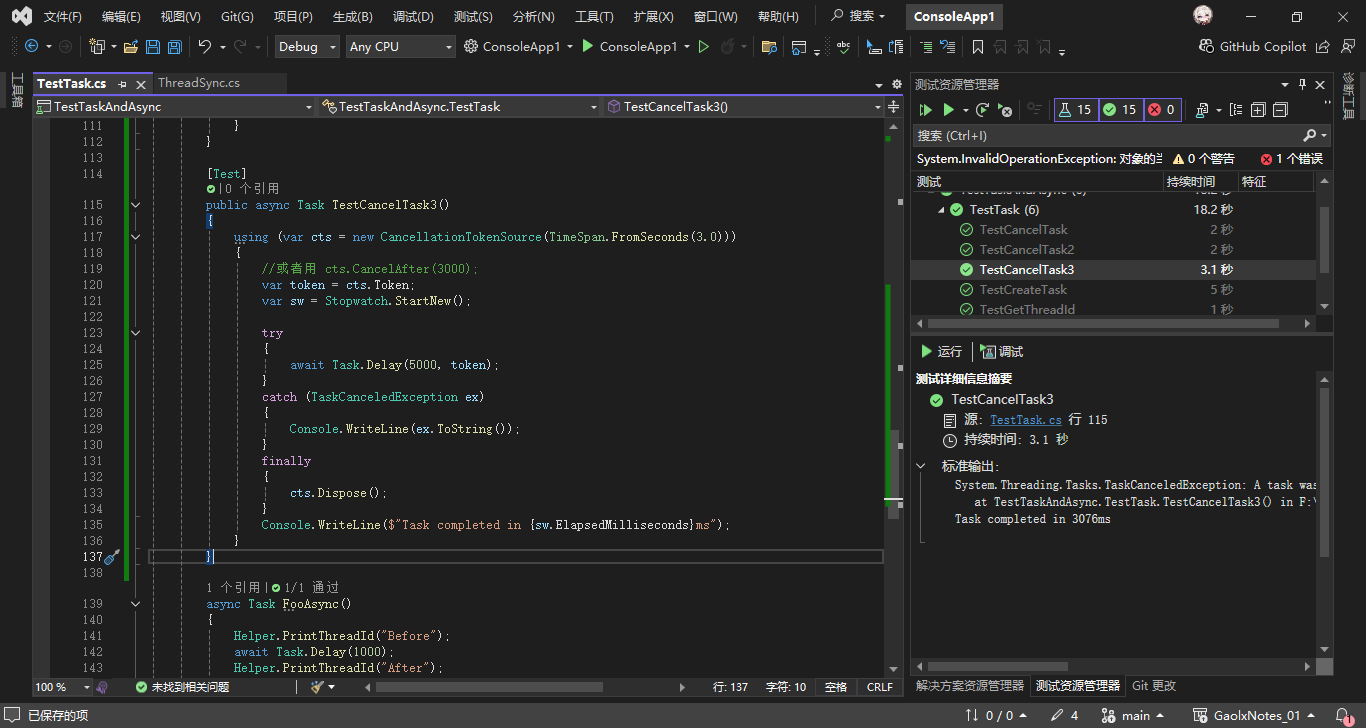 文件(F) 编辑(E) 视图(V) Git(G) 项目(P) 生成(B) 调试(D) 测试(S) 分析(N) 工具(T) 扩展(X) 窗口(W) 帮助(H) 搜索 ConsoleApp1
Debug Any CPU ConsoleApp1 ConsoleApp1 abc GitHub Copilot
工具箱
TestTask.cs ThreadSync.cs
TestTaskAndAsync TestTaskAndAsync.TestTask TestCancelTask3()
111 }
112 }
113
114 [Test]
0 个引用
115 public async Task TestCancelTask3()
116 {
117 using (var cts = new CancellationTokenSource(TimeSpan.FromSeconds(3.0)))
118 {
119 //或者用 cts.CancelAfter(3000);
120 var token = cts.Token;
121 var sw = Stopwatch.StartNew();
122
123 try
124 {
125 await Task.Delay(5000, token);
126 }
127 catch (TaskCanceledException ex)
128 {
129 Console.WriteLine(ex.ToString());
130 }
131 finally
132 {
133 cts.Dispose();
134 }
135 Console.WriteLine($"Task completed in {sw.ElapsedMilliseconds}ms");
136 }
137 }
138
1 个引用 | 1/1 通过
139 async Task FooAsync()
140 {
141 Helper.PrintThreadId("Before");
142 await Task.Delay(1000);
143 Helper.PrintThreadId("After");
100 % 未找到相关问题 行: 137 字符: 10 空格 CRLF
测试资源管理器
15 15 0
搜索 (Ctrl+I)
System.InvalidOperationException: 对象的当 0 个警告 1 个错误
测试 持续时间 特征
TestTask (6) 18.2 秒
TestCancelTask 2 秒
TestCancelTask2 2 秒
TestCancelTask3 3.1 秒
TestCreateTask 5 秒
TestGetThreadId 1 秒
运行 调试
测试详细信息摘要
TestCancelTask3
源: TestTask.cs 行 115
持续时间: 3.1 秒
标准输出:
System.Threading.Tasks.TaskCanceledException: A task was
at TestTaskAndAsync.TestTask.TestCancelTask3() in F:\
Task completed in 3076ms
解决方案资源管理器 测试资源管理器 Git 更改
诊断工具
已保存的项 0 / 0 4 main GaolxNotes_01 1